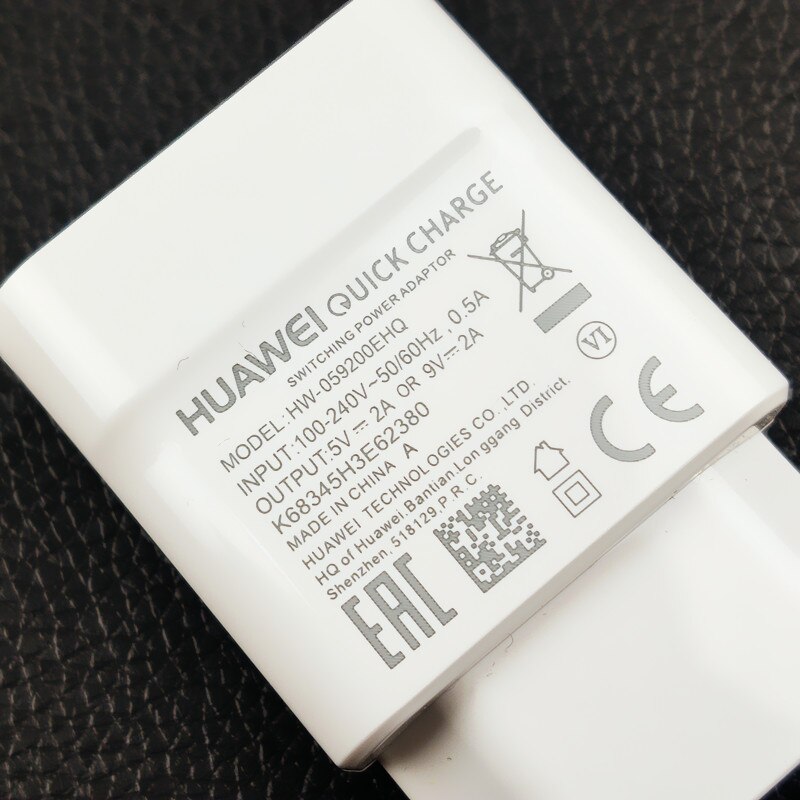 HUAWEI QUICK CHARGE
SWITCHING POWER ADAPTOR
MODEL: HW-059200EHQ
INPUT:100-240V~50/60Hz, 0.5A
OUTPUT:5V⎓2A OR 9V⎓2A
K68345H3E62380
MADE IN CHINA A
HUAWEI TECHNOLOGIES CO.,LTD.
HQ of Huawei,Bantian,Longgang District,
Shenzhen,518129,P.R.C.
VI
CE
EAC